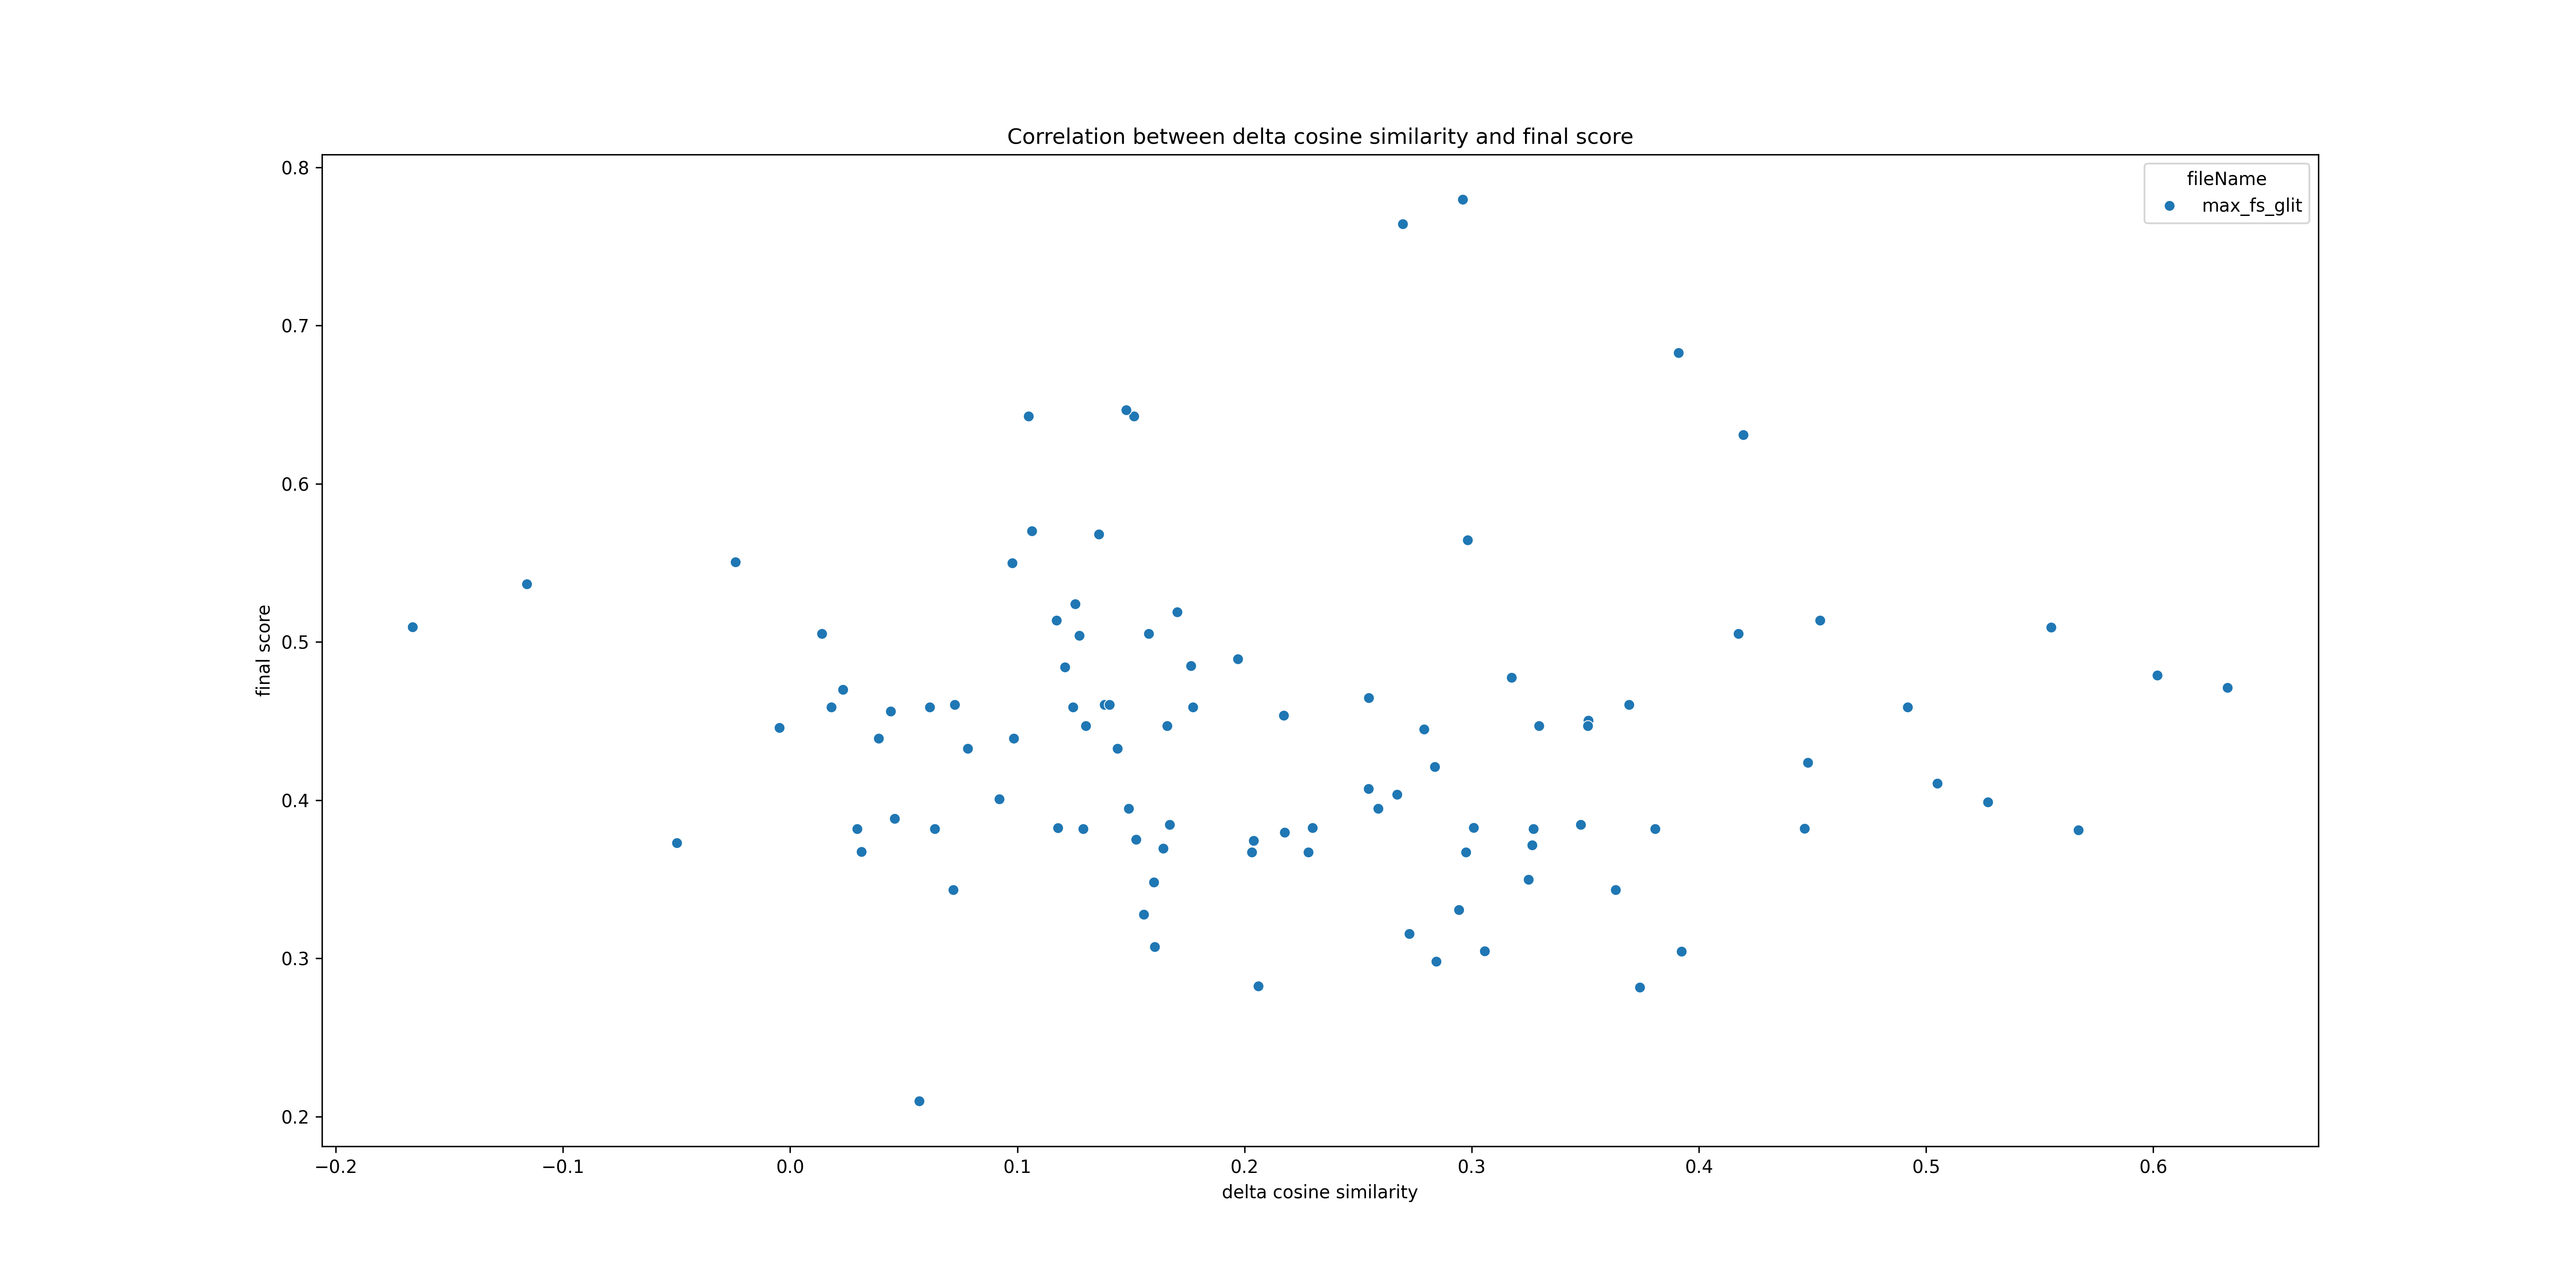 Correlation between delta cosine similarity and final score
fileName
max_fs_glit
final score
0.8
0.7
0.6
0.5
0.4
0.3
0.2
−0.2 −0.1 0.0 0.1 0.2 0.3 0.4 0.5 0.6
delta cosine similarity